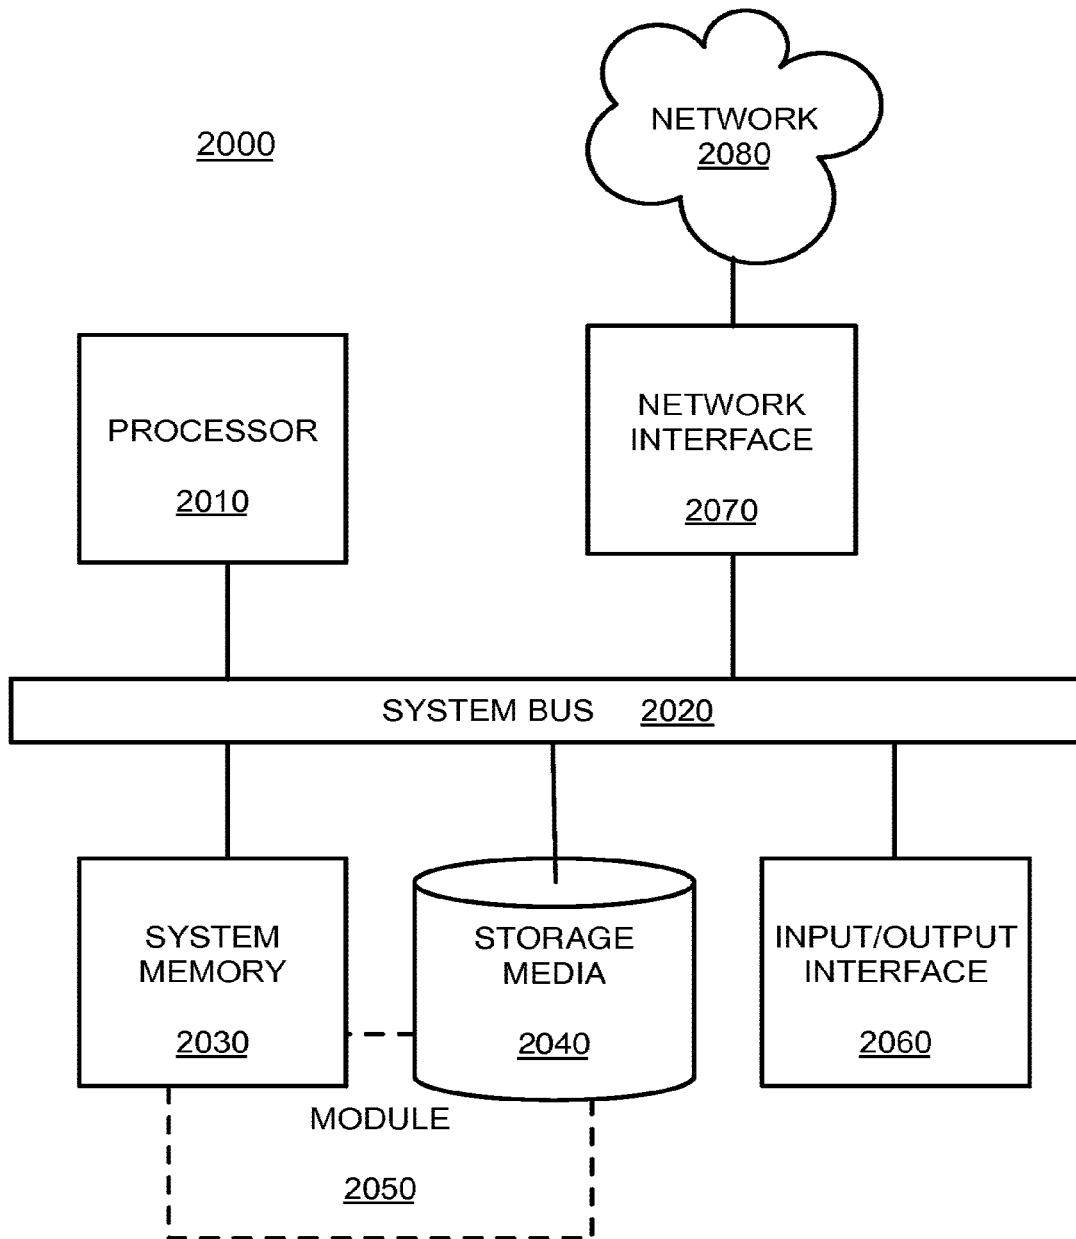 2000
NETWORK
2080
PROCESSOR
2010
NETWORK
INTERFACE
2070
SYSTEM BUS 2020
SYSTEM
MEMORY
2030
STORAGE
MEDIA
2040
INPUT/OUTPUT
INTERFACE
2060
MODULE
2050